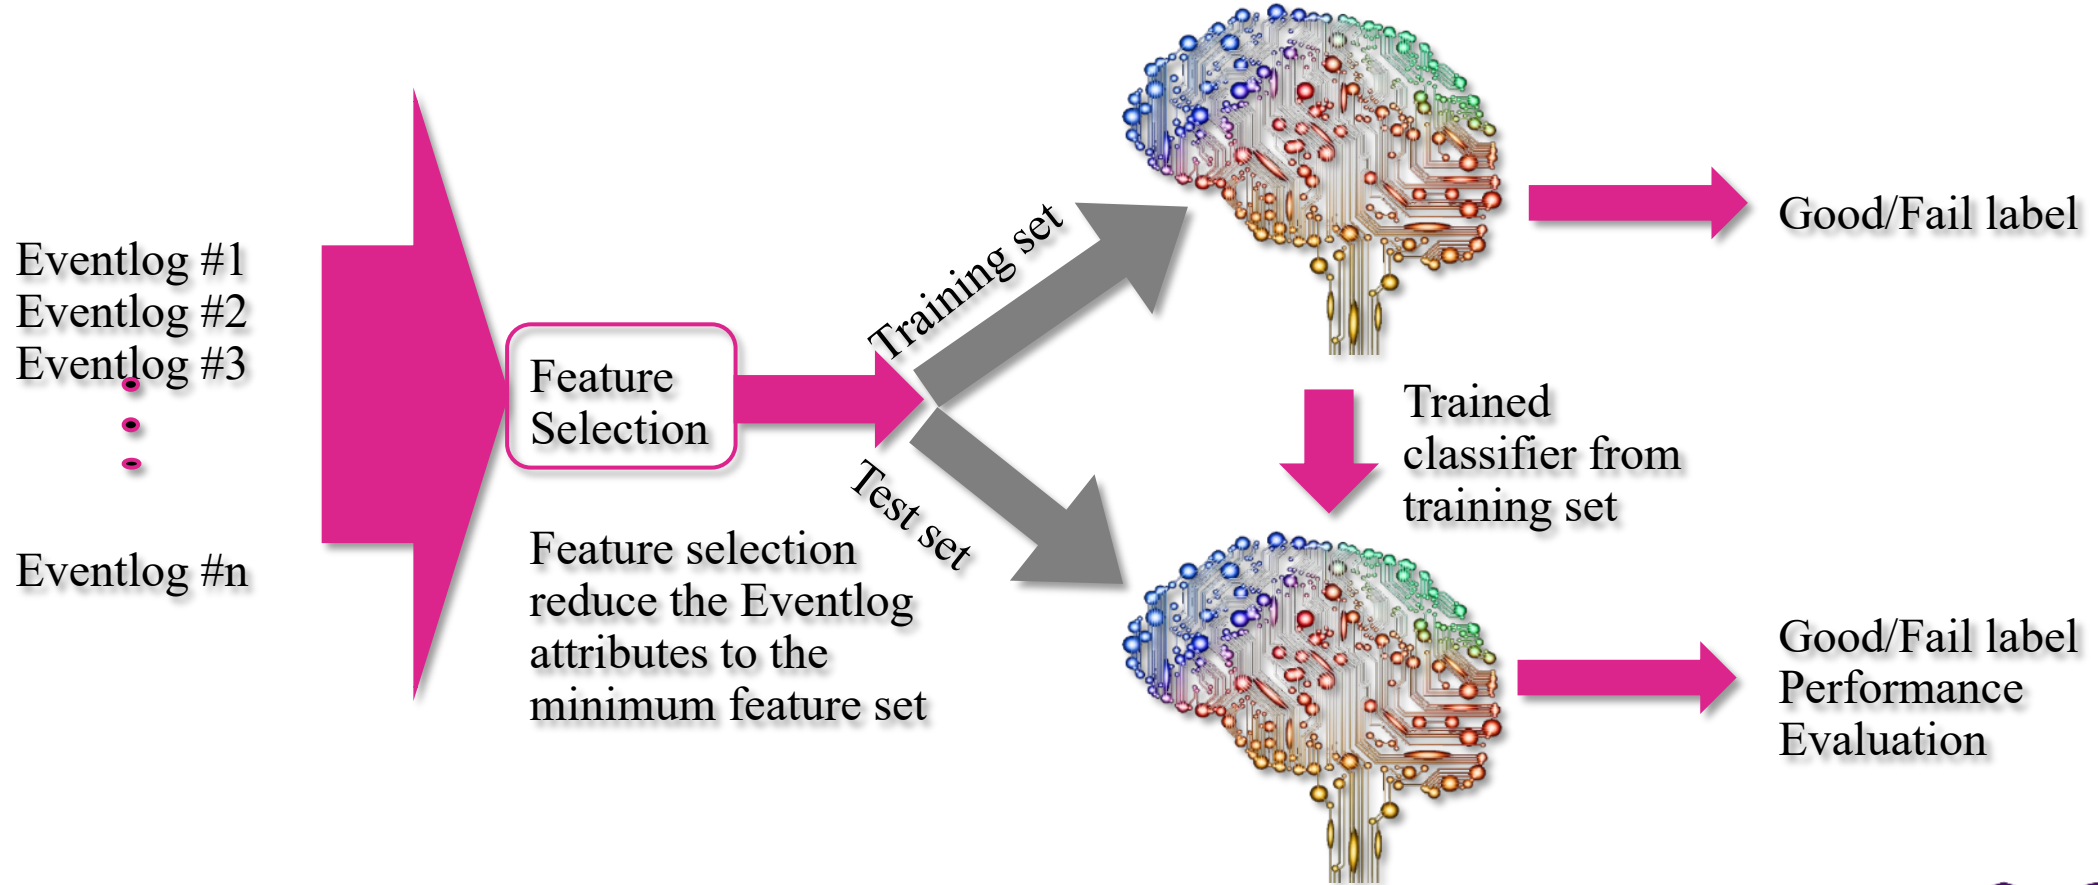 Eventlog #1
Eventlog #2
Eventlog #3
Eventlog #n
Feature
Selection
Feature selection
reduce the Eventlog
attributes to the
minimum feature set
Training set
Test set
Trained
classifier from
training set
Good/Fail label
Good/Fail label
Performance
Evaluation